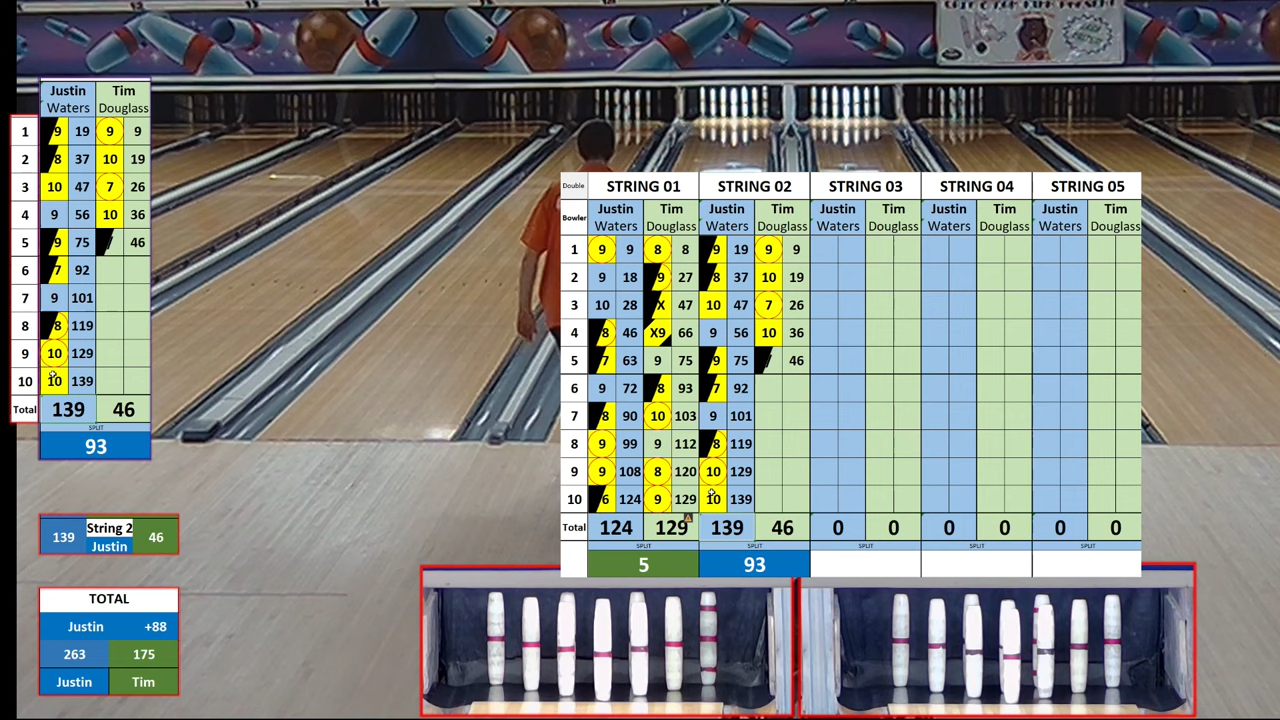 Justin Tim
Waters Douglass
1 9 19 9 9
2 8 37 10 19
3 10 47 7 26
4 9 56 10 36
5 9 75 / 46
6 7 92
7 9 101
8 8 119
9 10 129
10 10 139
Total 139 46
SPLIT
93
139 String 2 46
Justin
TOTAL
Justin +88
263 175
Justin Tim
Double STRING 01 STRING 02 STRING 03 STRING 04 STRING 05
Bowler Justin Tim Justin Tim Justin Tim Justin Tim Justin Tim
Waters Douglass Waters Douglass Waters Douglass Waters Douglass Waters Douglass
1 9 9 8 8 9 19 9 9
2 9 18 9 27 8 37 10 19
3 10 28 X 47 10 47 7 26
4 8 46 X9 66 9 56 10 36
5 7 63 9 75 9 75 / 46
6 9 72 8 93 7 92
7 8 90 10 103 9 101
8 9 99 9 112 8 119
9 9 108 8 120 10 129
10 6 124 9 129 10 139
Total 124 129 139 46 0 0 0 0 0 0
SPLIT SPLIT SPLIT SPLIT SPLIT
5 93